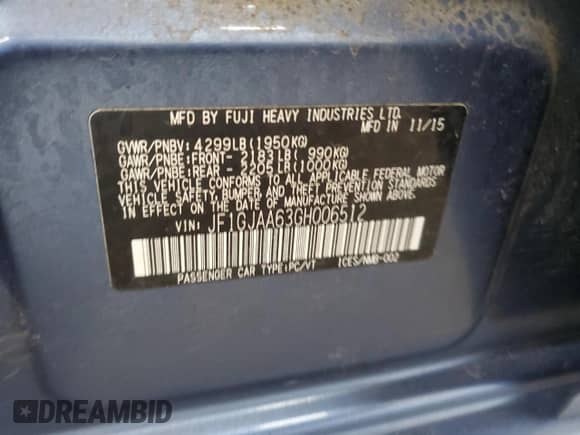 MFD BY FUJI HEAVY INDUSTRIES LTD.
MFD IN 11/15
GVWR/PNBV: 4299LB(1950KG)
GAWR/PNBE:FRONT- 2183LB( 990KG)
GAWR/PNBE:REAR - 2205LB(1000KG)
THIS VEHICLE CONFORMS TO ALL APPLICABLE FEDERAL MOTOR
VEHICLE SAFETY BUMPER AND THEFT PREVENTION STANDARDS
IN EFFECT ON THE DATE OF MANUFACTURE SHOWN ABOVE.
VIN: JF1GJAA63GH006512
PASSENGER CAR TYPE:PC/VT ICES/NMB-002
DREAMBID